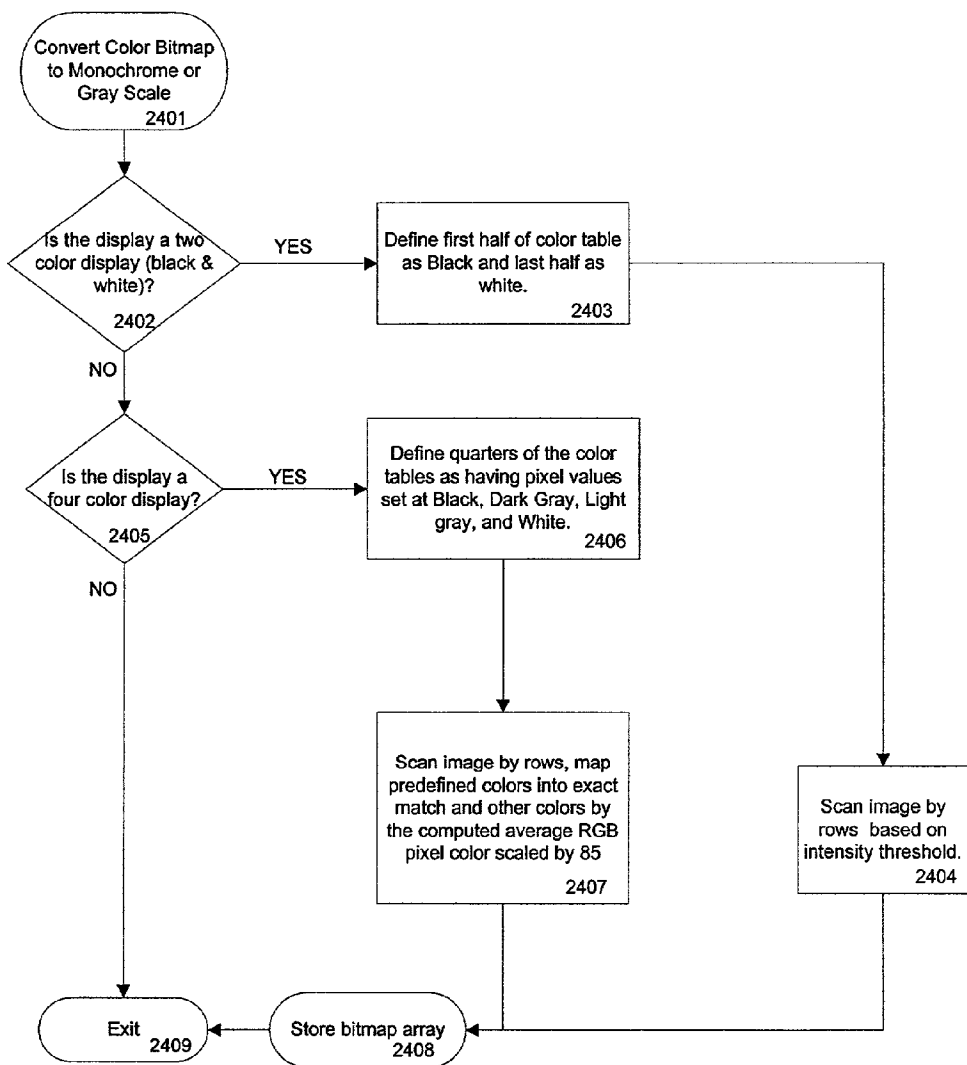 Convert Color Bitmap
to Monochrome or
Gray Scale
2401
Is the display a two
color display (black &
white)?
2402
YES
Define first half of color table
as Black and last half as
white.
2403
NO
Is the display a
four color display?
2405
YES
Define quarters of the color
tables as having pixel values
set at Black, Dark Gray, Light
gray, and White.
2406
NO
Scan image by rows, map
predefined colors into exact
match and other colors by
the computed average RGB
pixel color scaled by 85
2407
Scan image by
rows based on
intensity threshold.
2404
Exit
2409
Store bitmap array
2408